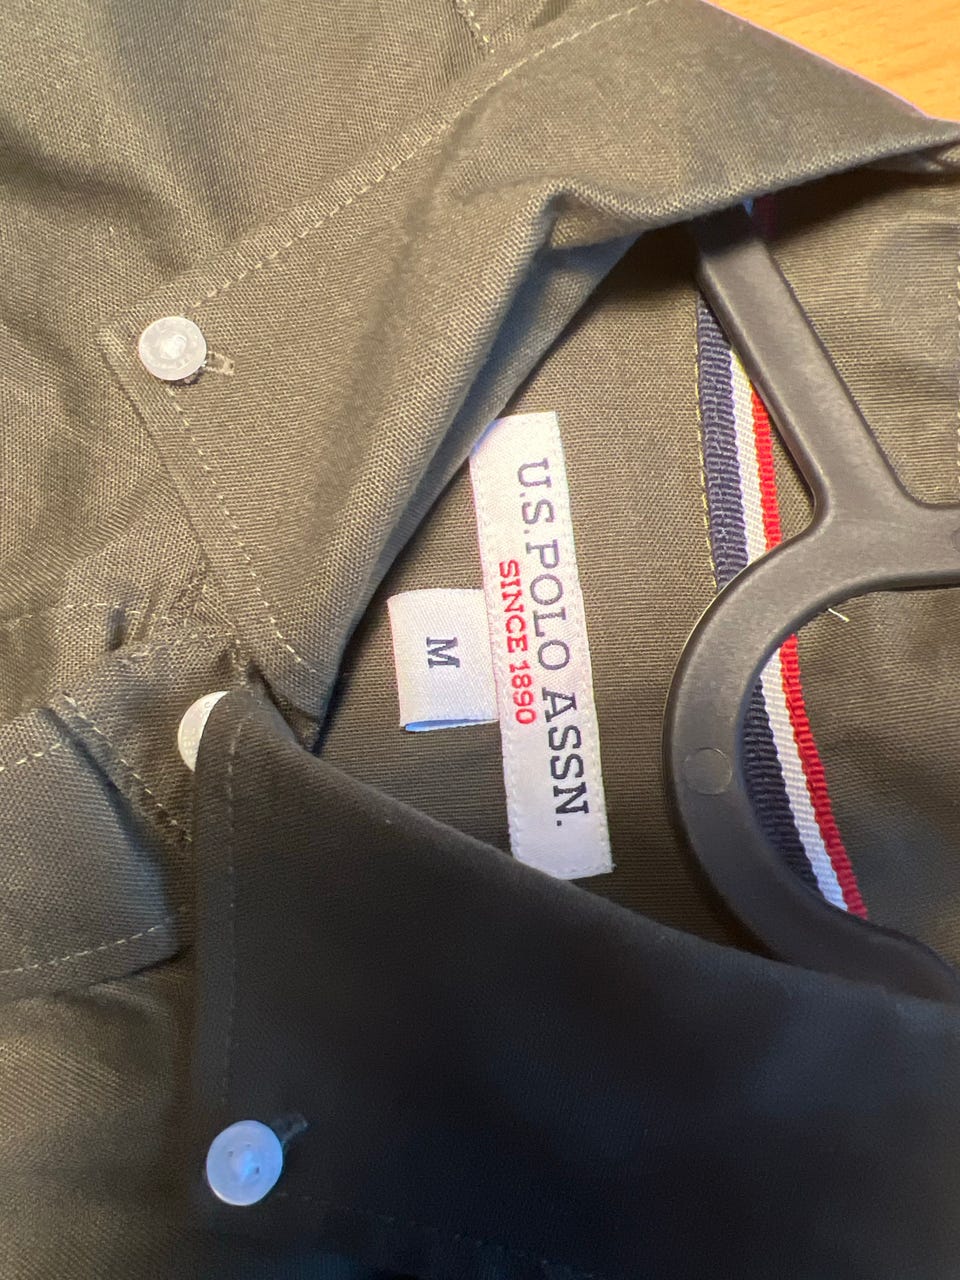 U.S. POLO ASSN.
SINCE 1890
M